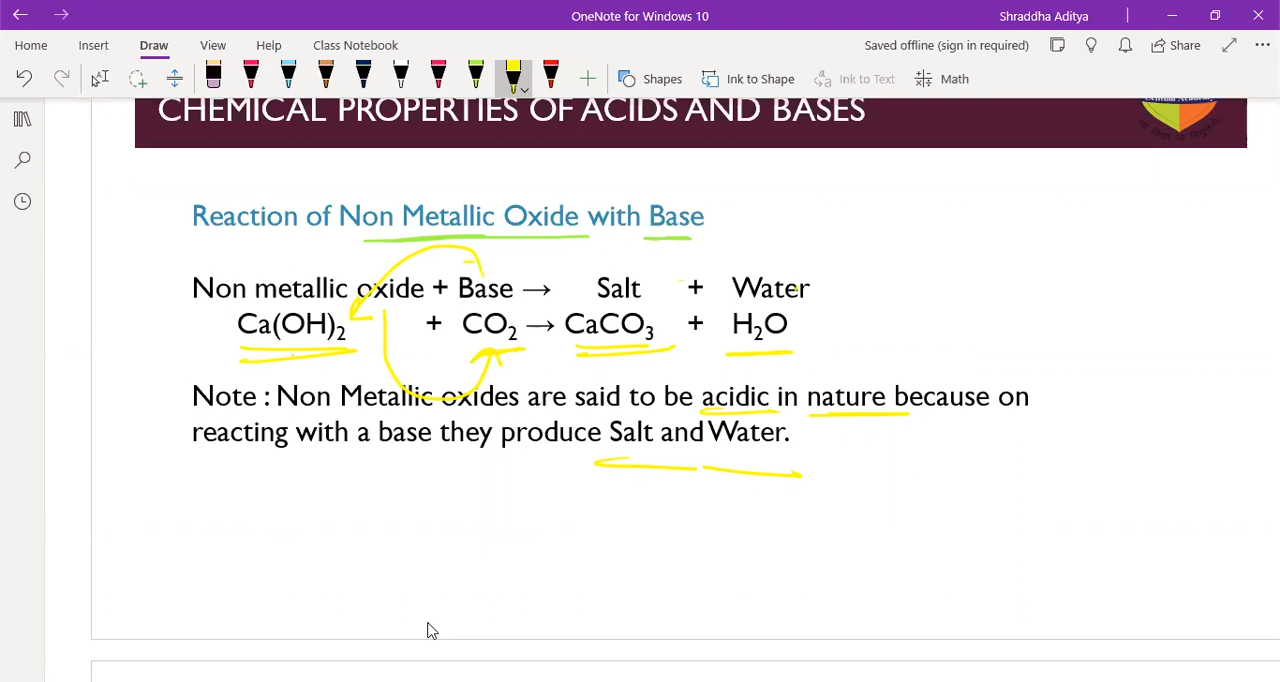 OneNote for Windows 10
Shraddha Aditya
Home Insert Draw View Help Class Notebook
Saved offline (sign in required)
Share
Shapes
Ink to Shape
Ink to Text
Math
CHEMICAL PROPERTIES OF ACIDS AND BASES
Reaction of Non Metallic Oxide with Base
Non metallic oxide + Base → Salt + Water
Ca(OH)₂ + CO₂ → CaCO₃ + H₂O
Note : Non Metallic oxides are said to be acidic in nature because on
reacting with a base they produce Salt and Water.